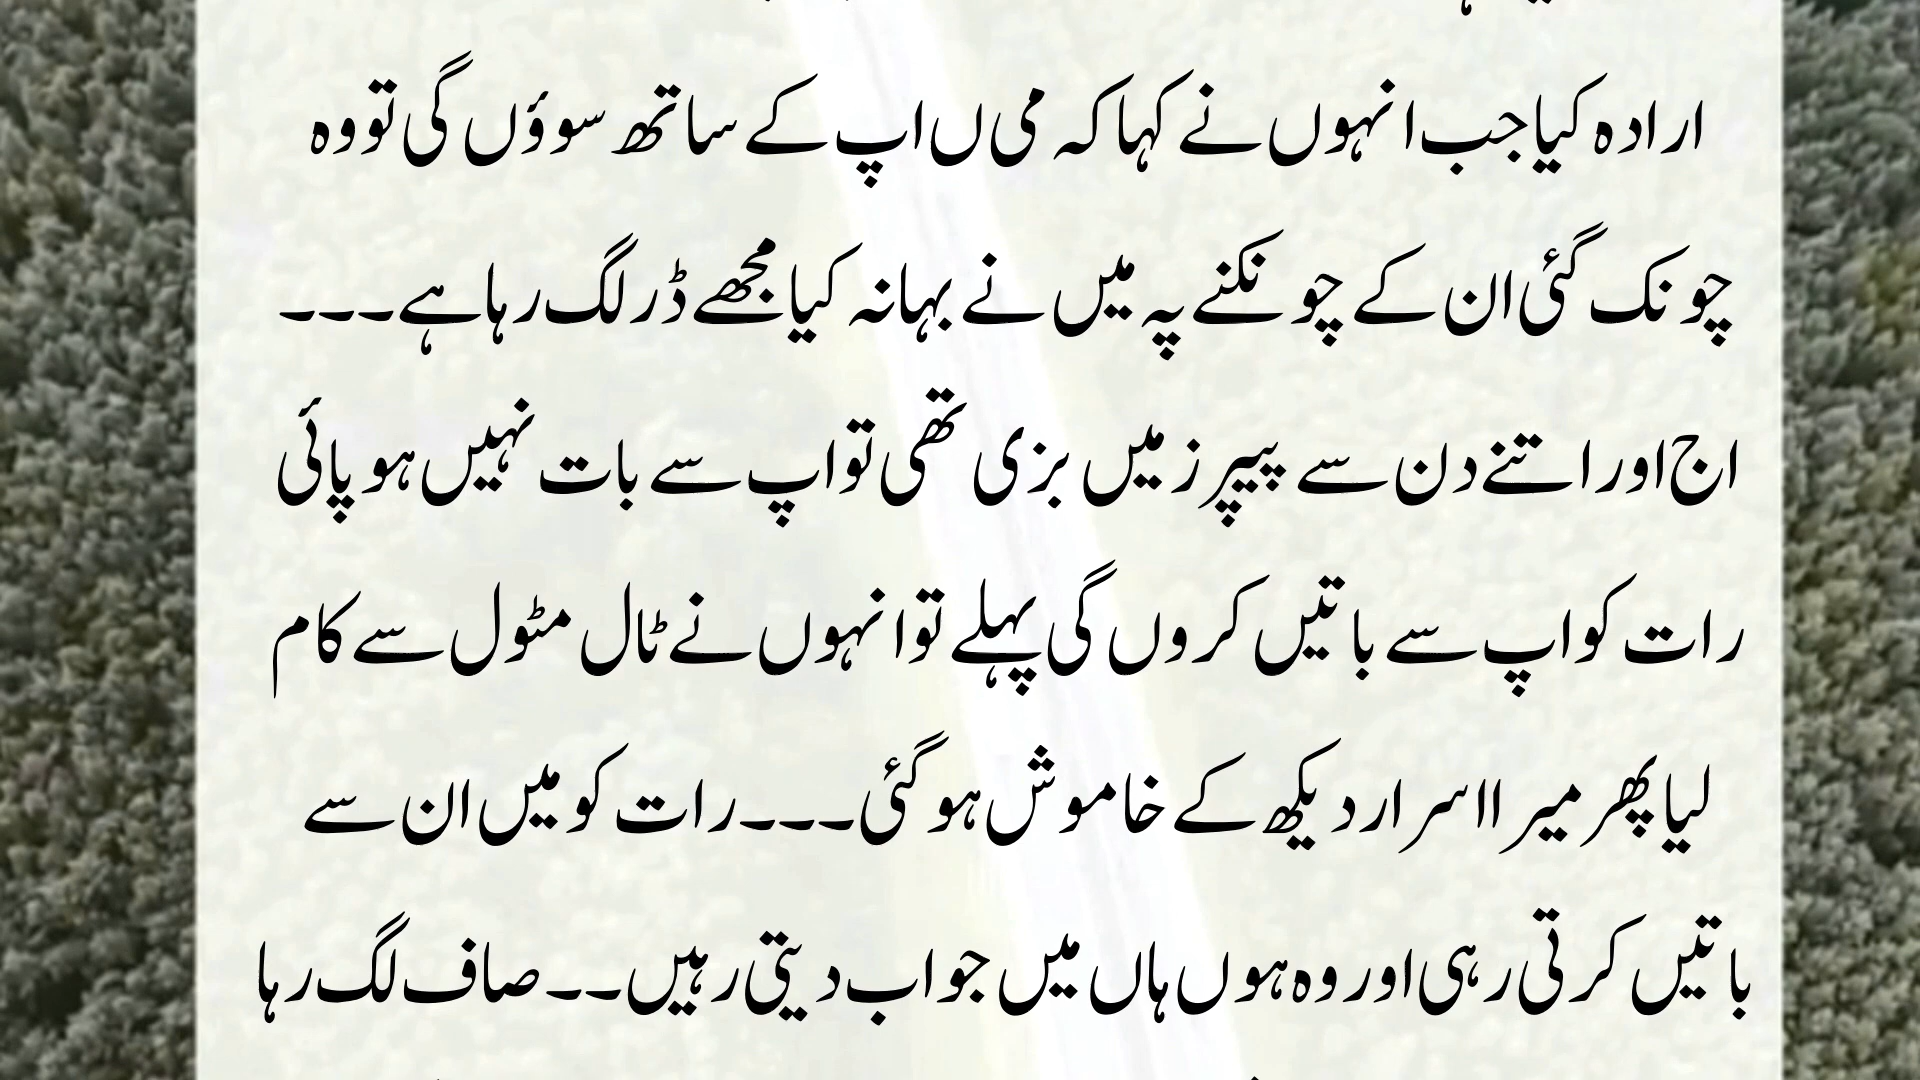 ارادہ کیا جب انہوں نے کہا کہ می ں اپ کے ساتھ سوؤں گی تو وہ
چونک گئی ان کے چونکنے پہ میں نے بہانہ کیا مجھے ڈر لگ رہا ہے۔۔۔
اج اور اتنے دن سے پیپرز میں بزی تھی تو اپ سے بات نہیں ہو پائی
رات کو اپ سے باتیں کروں گی پہلے تو انہوں نے ٹال مٹول سے کام
لیا پھر میرا اسرار دیکھ کے خاموش ہو گئی۔۔۔ رات کو میں ان سے
باتیں کرتی رہی اور وہ ہوں ہاں میں جواب دیتی رہیں۔۔ صاف لگ رہا